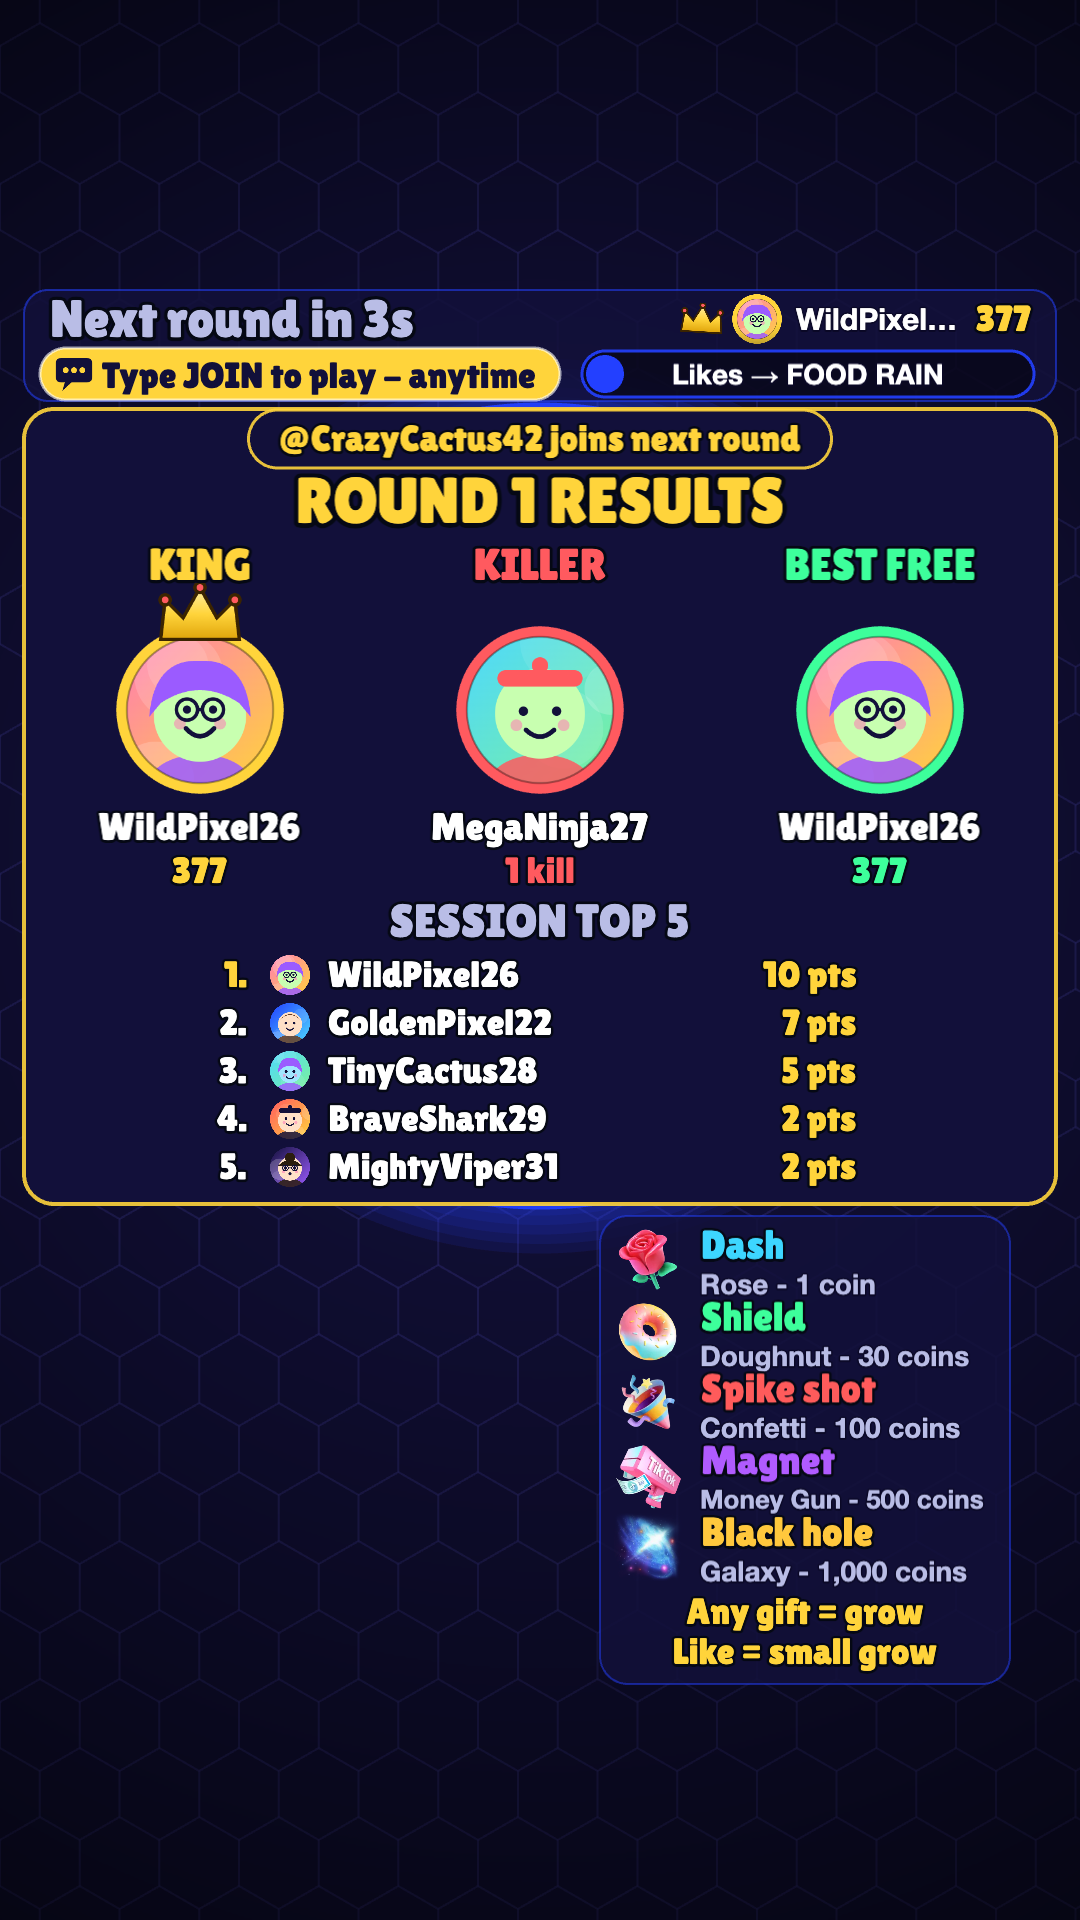 Next round in 3s
WildPixel... 377
Type JOIN to play – anytime
Likes → FOOD RAIN
@CrazyCactus42 joins next round
ROUND 1 RESULTS
KING KILLER BEST FREE
WildPixel26 MegaNinja27 WildPixel26
377 1 kill 377
SESSION TOP 5
1. WildPixel26 10 pts
2. GoldenPixel22 7 pts
3. TinyCactus28 5 pts
4. BraveShark29 2 pts
5. MightyViper31 2 pts
Dash
Rose - 1 coin
Shield
Doughnut - 30 coins
Spike shot
Confetti - 100 coins
Magnet
TikTok
Money Gun - 500 coins
Black hole
Galaxy - 1,000 coins
Any gift = grow
Like = small grow